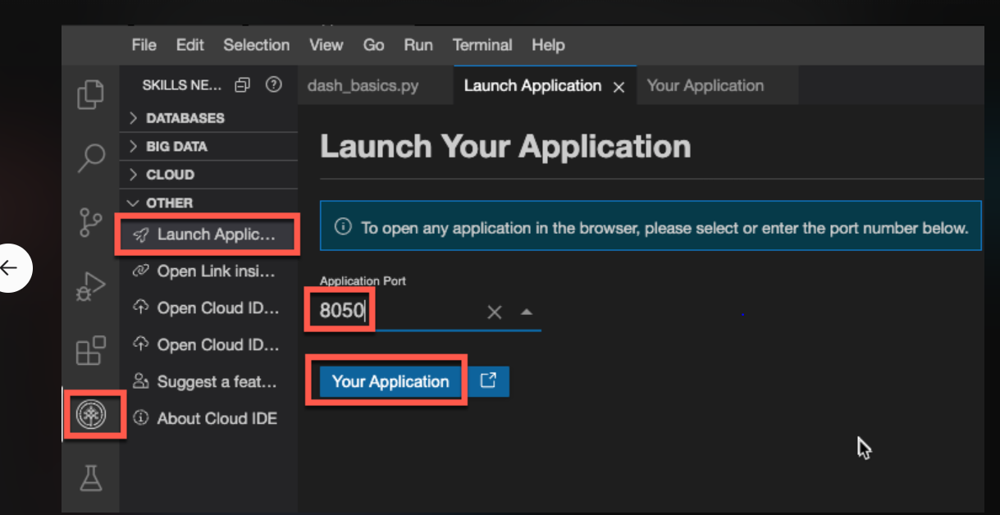 File Edit Selection View Go Run Terminal Help
SKILLS NE...
dash_basics.py Launch Application Your Application
DATABASES
BIG DATA
CLOUD
OTHER
Launch Applic...
Open Link insi...
Open Cloud ID...
Open Cloud ID...
Suggest a feat...
About Cloud IDE
Launch Your Application
To open any application in the browser, please select or enter the port number below.
Application Port
8050
Your Application